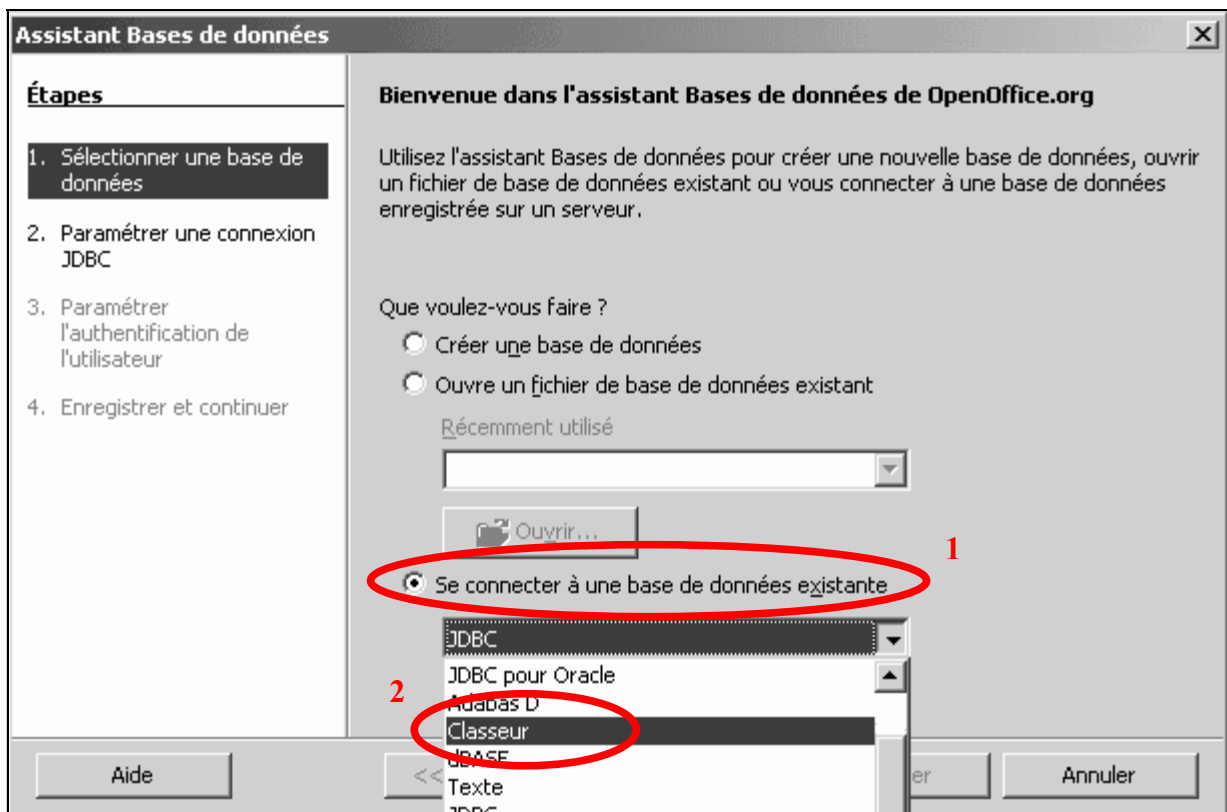 Assistant Bases de données
Étapes
1. Sélectionner une base de
données
2. Paramétrer une connexion
JDBC
3. Paramétrer
l'authentification de
l'utilisateur
4. Enregistrer et continuer
Bienvenue dans l'assistant Bases de données de OpenOffice.org
Utilisez l'assistant Bases de données pour créer une nouvelle base de données, ouvrir
un fichier de base de données existant ou vous connecter à une base de données
enregistrée sur un serveur.
Que voulez-vous faire ?
Créer une base de données
Ouvre un fichier de base de données existant
Récemment utilisé
Ouvrir...
1
Se connecter à une base de données existante
JDBC
JDBC pour Oracle
2
Adabas D
Classeur
dBASE
Texte
JDBC
Aide
<<
er
Annuler